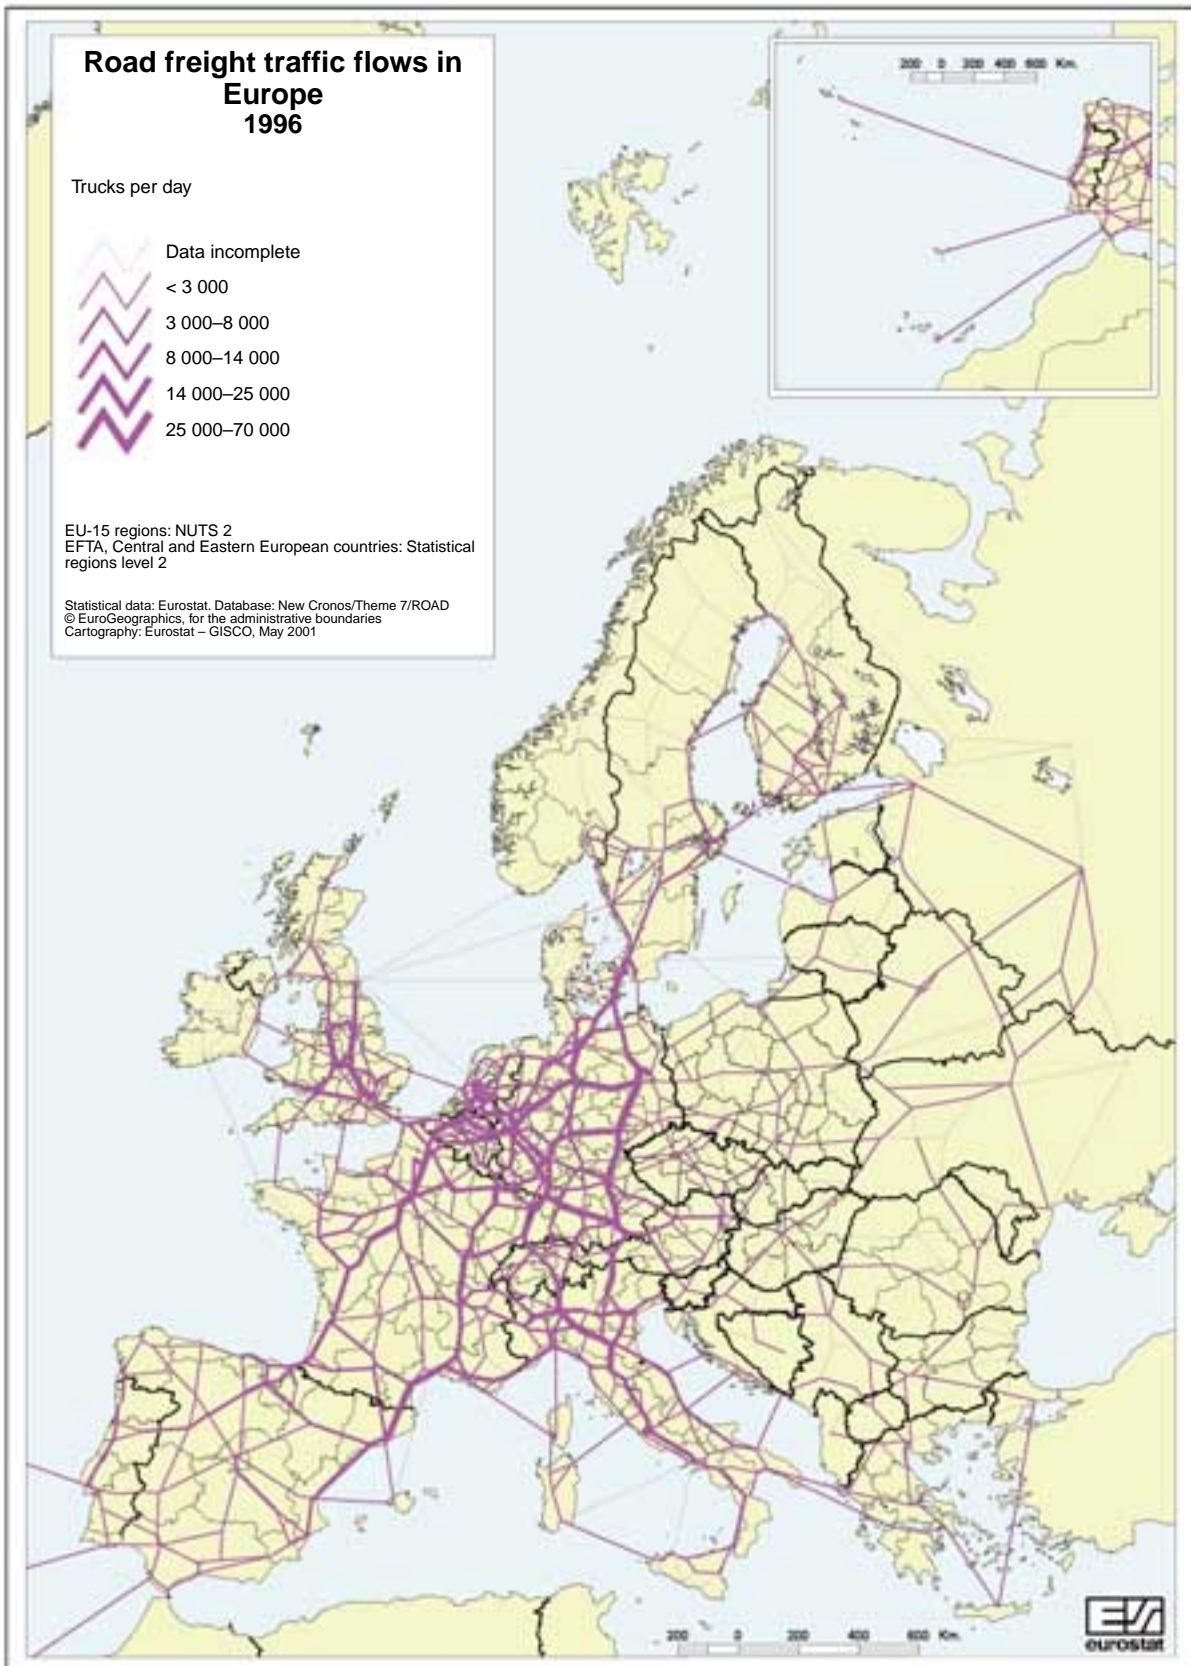 Road freight traffic flows in
Europe
1996
Trucks per day
Data incomplete
< 3 000
3 000–8 000
8 000–14 000
14 000–25 000
25 000–70 000
EU-15 regions: NUTS 2
EFTA, Central and Eastern European countries: Statistical
regions level 2
Statistical data: Eurostat. Database: New Cronos/Theme 7/ROAD
© EuroGeographics, for the administrative boundaries
Cartography: Eurostat – GISCO, May 2001
200 0 200 400 600 Km.
200 0 200 400 600 Km.
eurostat